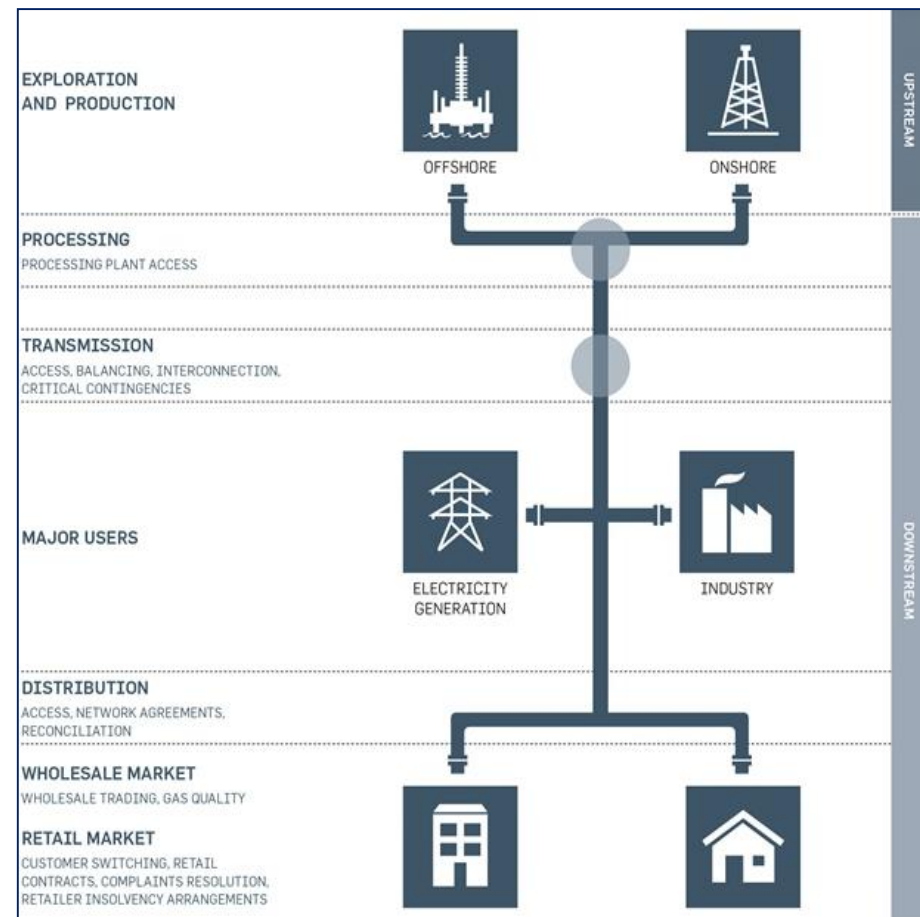 EXPLORATION
AND PRODUCTION
OFFSHORE
ONSHORE
UPSTREAM
PROCESSING
PROCESSING PLANT ACCESS
TRANSMISSION
ACCESS, BALANCING, INTERCONNECTION,
CRITICAL CONTINGENCIES
MAJOR USERS
ELECTRICITY
GENERATION
INDUSTRY
DOWNSTREAM
DISTRIBUTION
ACCESS, NETWORK AGREEMENTS,
RECONCILIATION
WHOLESALE MARKET
WHOLESALE TRADING, GAS QUALITY
RETAIL MARKET
CUSTOMER SWITCHING, RETAIL
CONTRACTS, COMPLAINTS RESOLUTION,
RETAILER INSOLVENCY ARRANGEMENTS